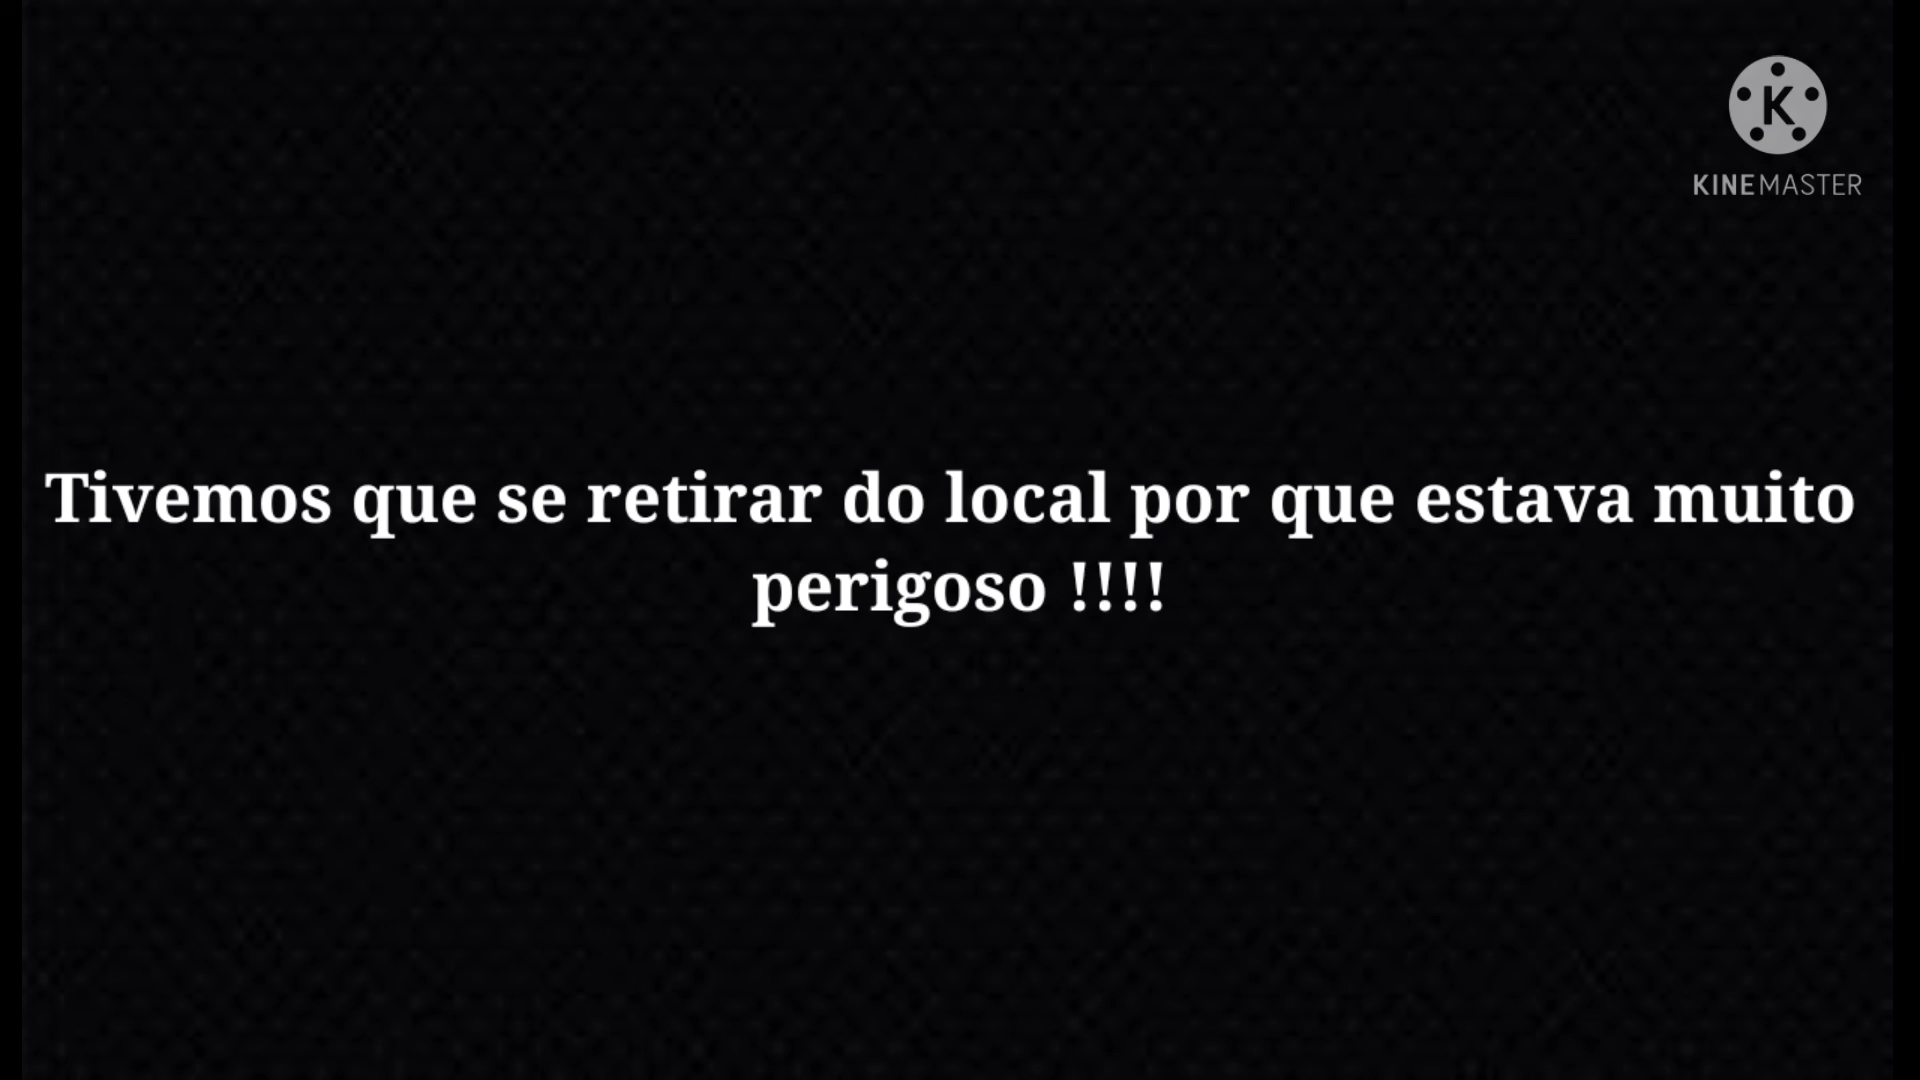 KINEMASTER
Tivemos que se retirar do local por que estava muito
perigoso !!!!